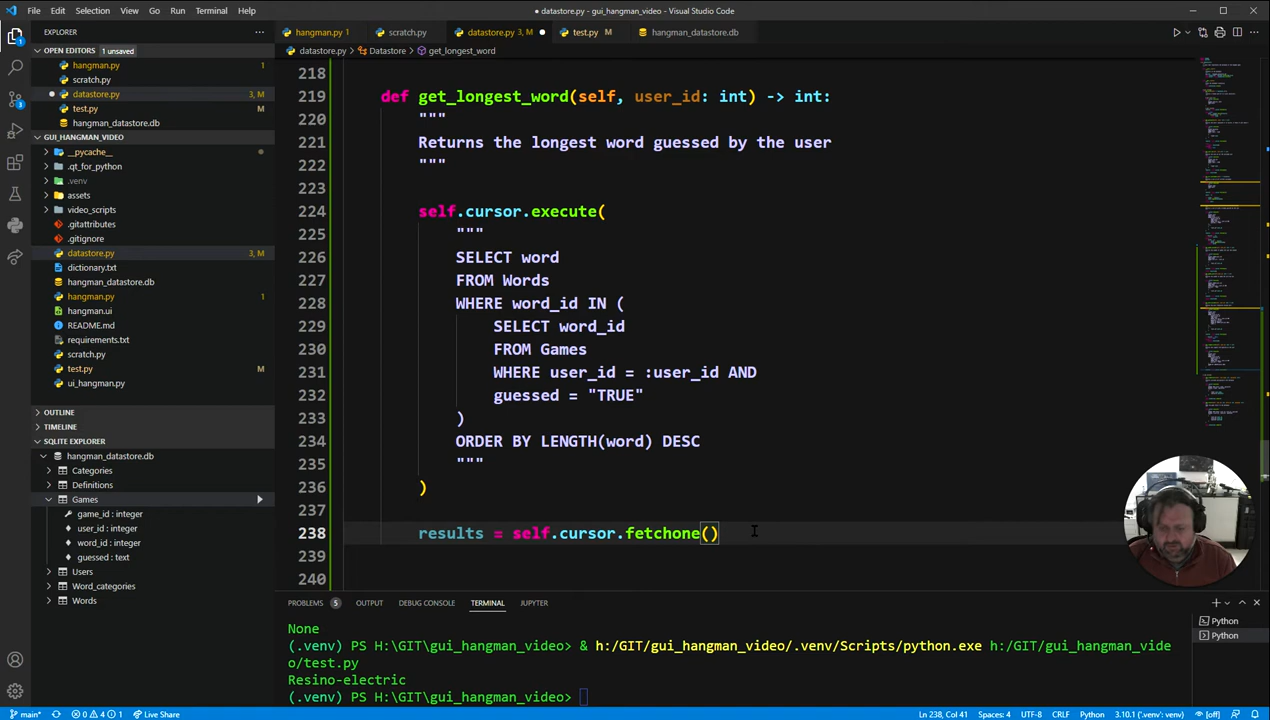 File Edit Selection View Go Run Terminal Help
● datastore.py - gui_hangman_video - Visual Studio Code
EXPLORER
OPEN EDITORS 1 unsaved
hangman.py 1
scratch.py
datastore.py 3, M
test.py M
hangman_datastore.db
GUI_HANGMAN_VIDEO
__pycache__
.qt_for_python
.venv
assets
video_scripts
.gitattributes
.gitignore
datastore.py 3, M
dictionary.txt
hangman_datastore.db
hangman.py 1
hangman.ui
README.md
requirements.txt
scratch.py
test.py M
ui_hangman.py
OUTLINE
TIMELINE
SQLITE EXPLORER
hangman_datastore.db
Categories
Definitions
Games
game_id : integer
user_id : integer
word_id : integer
guessed : text
Users
Word_categories
Words
hangman.py 1 scratch.py datastore.py 3, M test.py M hangman_datastore.db
datastore.py > Datastore > get_longest_word
218
219 def get_longest_word(self, user_id: int) -> int:
220 """
221 Returns the longest word guessed by the user
222 """
223
224 self.cursor.execute(
225 """
226 SELECT word
227 FROM Words
228 WHERE word_id IN (
229 SELECT word_id
230 FROM Games
231 WHERE user_id = :user_id AND
232 guessed = "TRUE"
233 )
234 ORDER BY LENGTH(word) DESC
235 """
236 )
237
238 results = self.cursor.fetchone()
239
240
PROBLEMS 5 OUTPUT DEBUG CONSOLE TERMINAL JUPYTER
None
(.venv) PS H:\GIT\gui_hangman_video> & h:/GIT/gui_hangman_video/.venv/Scripts/python.exe h:/GIT/gui_hangman_vide
o/test.py
Resino-electric
(.venv) PS H:\GIT\gui_hangman_video>
Python
Python
main* 0 4 1 Live Share
Ln 238, Col 41 Spaces: 4 UTF-8 CRLF Python 3.10.1 ('.venv': venv) [off]